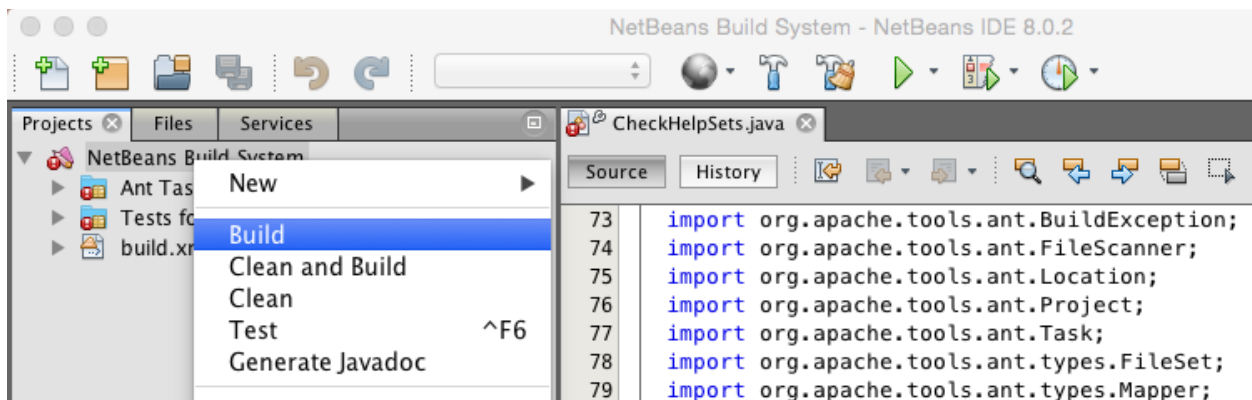 NetBeans Build System - NetBeans IDE 8.0.2
Projects Files Services
CheckHelpSets.java
NetBeans Build System
Source History
Ant Tas
New
Tests fo
Build
build.xm
Clean and Build
Clean
Test ^F6
Generate Javadoc
73 import org.apache.tools.ant.BuildException;
74 import org.apache.tools.ant.FileScanner;
75 import org.apache.tools.ant.Location;
76 import org.apache.tools.ant.Project;
77 import org.apache.tools.ant.Task;
78 import org.apache.tools.ant.types.FileSet;
79 import org.apache.tools.ant.types.Mapper;